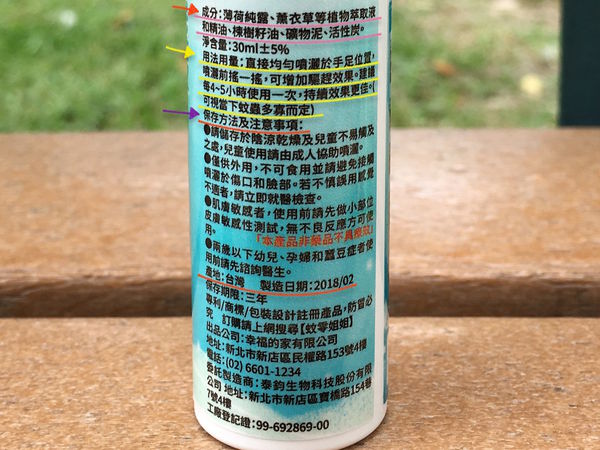 成分：薄荷純露、薰衣草等植物萃取液
和精油、楝樹籽油、礦物泥、活性炭。
淨含量：30ml±5%
用法用量：直接均勻噴灑於手足位置，
噴灑前搖一搖，可增加驅趕效果。建議
每4~5小時使用一次，持續效果更佳。(
可視當下蚊蟲多寡而定)
保存方法及注意事項：
●請儲存於陰涼乾燥及兒童不易觸及
之處，兒童使用請由成人協助噴灑。
●僅供外用，不可食用並請避免接觸
噴灑於傷口和臉部。若不慎誤用感覺
不適者，請立即就醫檢查。
●肌膚敏感者，使用前請先做小部位
皮膚敏感性測試，無不良反應方可使
用。 「本產品非藥品不具療效」
●兩歲以下幼兒、孕婦和蠶豆症者使
用前請先諮詢醫生。
產地：台灣 製造日期：2018/02
保存期限：三年
專利/商標/包裝設計註冊產品，仿冒必
究 訂購請上網搜尋【蚊零姐姐】
出品公司：幸福的家有限公司
地址：新北市新店區民權路153號4樓
電話：(02) 6601-1234
委託製造商：泰鈞生物科技股份有限
公司 地址：新北市新店區寶橋路154巷
7號4樓
工廠登記證：99-692869-00